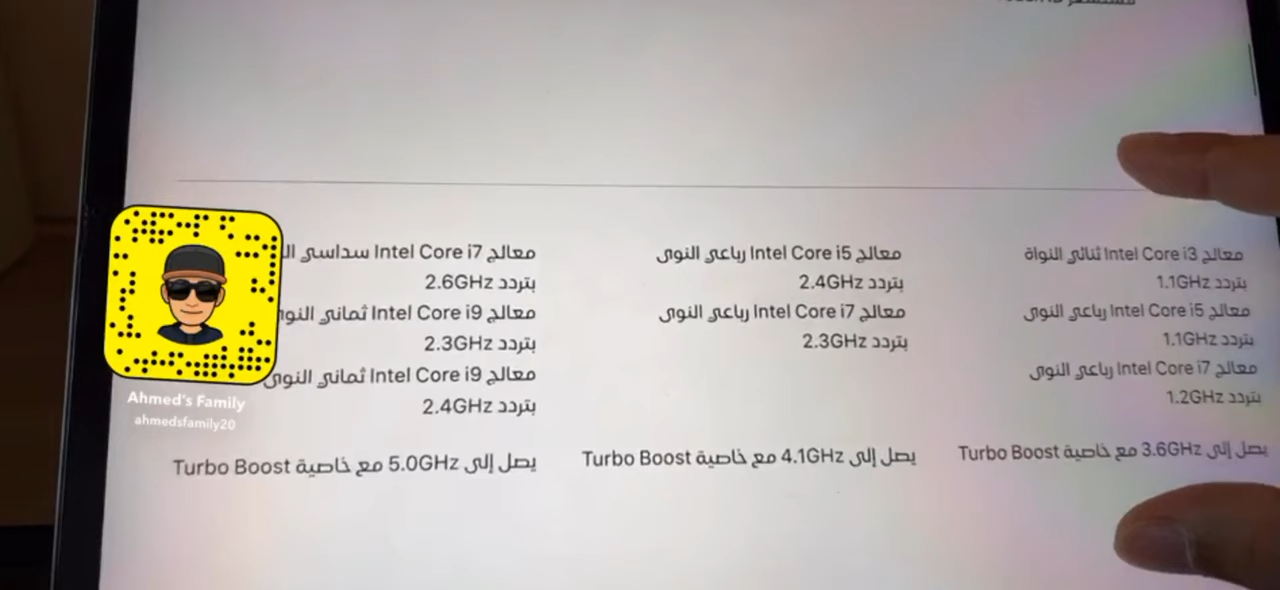 معالج Intel Core i3 ثنائي النواة
بتردد 1.1GHz
معالج Intel Core i5 رباعي النوى
بتردد 1.1GHz
معالج Intel Core i7 رباعي النوى
بتردد 1.2GHz
يصل إلى 3.6GHz مع خاصية Turbo Boost
معالج Intel Core i5 رباعي النوى
بتردد 2.4GHz
معالج Intel Core i7 رباعي النوى
بتردد 2.3GHz
يصل إلى 4.1GHz مع خاصية Turbo Boost
معالج Intel Core i7 سداسي
بتردد 2.6GHz
معالج Intel Core i9 ثماني
بتردد 2.3GHz
معالج Intel Core i9 ثماني النوى
بتردد 2.4GHz
يصل إلى 5.0GHz مع خاصية Turbo Boost
Ahmed's Family
ahmedsfamily20